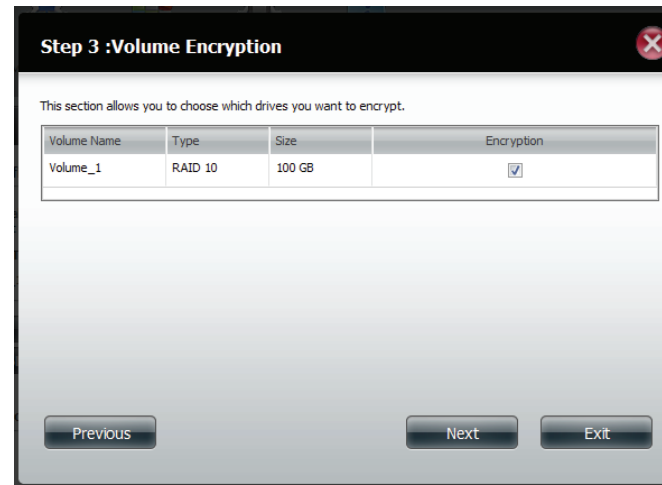 Step 3 :Volume Encryption
This section allows you to choose which drives you want to encrypt.
Volume Name Type Size Encryption
Volume_1 RAID 10 100 GB
Previous Next Exit